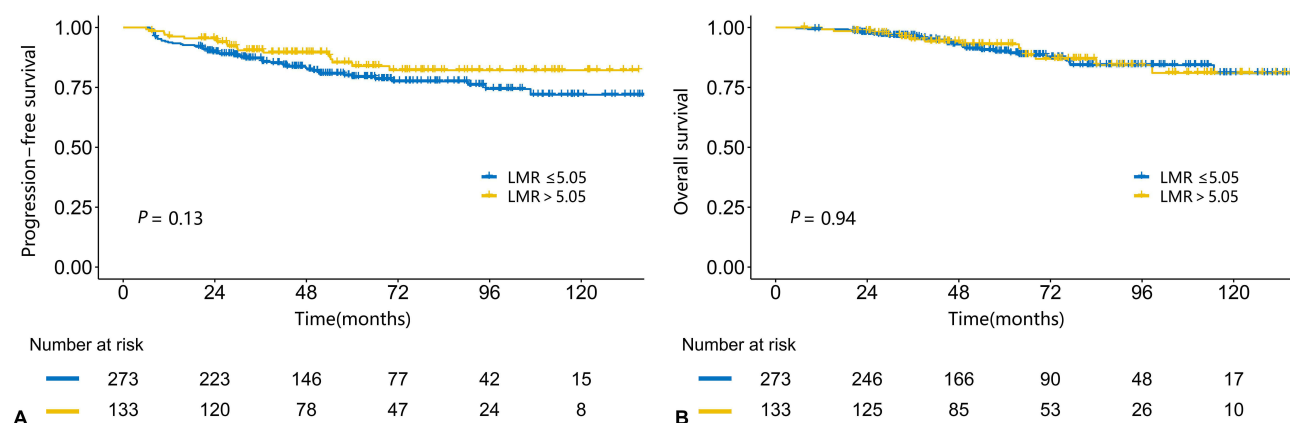 1.00
0.75
0.50
0.25
0.00
Progression-free survival
LMR ≤5.05
LMR > 5.05
P = 0.13
0 24 48 72 96 120
Time(months)
Number at risk
273 223 146 77 42 15
133 120 78 47 24 8
A
1.00
0.75
0.50
0.25
0.00
Overall survival
LMR ≤5.05
LMR > 5.05
P = 0.94
0 24 48 72 96 120
Time(months)
Number at risk
273 246 166 90 48 17
133 125 85 53 26 10
B